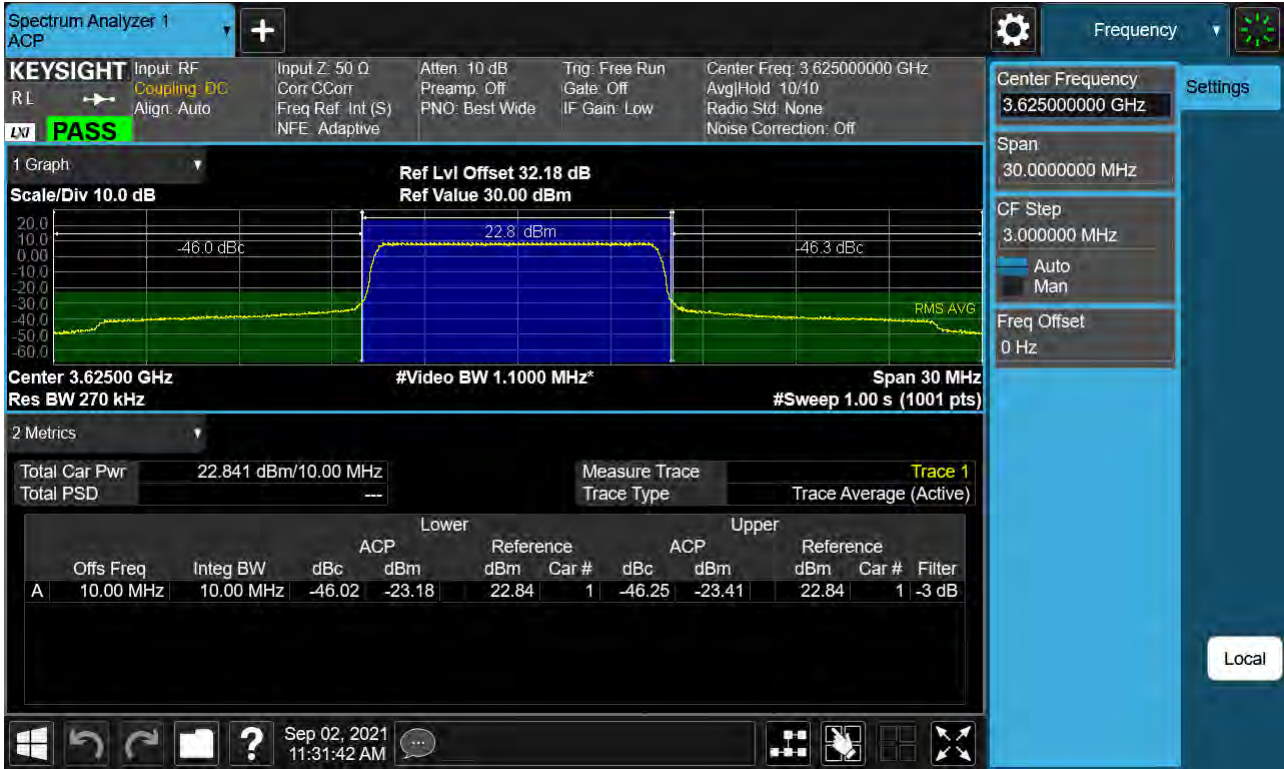 Spectrum Analyzer 1
ACP
+
Frequency
KEYSIGHT
R L
LXI
PASS
Input: RF
Coupling: DC
Align: Auto
Input Z: 50 Ω
Corr CCorr
Freq Ref: Int (S)
NFE: Adaptive
Atten: 10 dB
Preamp: Off
PNO: Best Wide
Trig: Free Run
Gate: Off
IF Gain: Low
Center Freq: 3.625000000 GHz
Avg|Hold: 10/10
Radio Std: None
Noise Correction: Off
Center Frequency
3.625000000 GHz
Settings
Span
30.0000000 MHz
CF Step
3.000000 MHz
Auto
Man
Freq Offset
0 Hz
Local
1 Graph
Scale/Div 10.0 dB
Ref Lvl Offset 32.18 dB
Ref Value 30.00 dBm
20.0
10.0
0.00
-10.0
-20.0
-30.0
-40.0
-50.0
-60.0
-46.0 dBc
22.8 dBm
-46.3 dBc
RMS AVG
Center 3.62500 GHz
#Video BW 1.1000 MHz*
Span 30 MHz
Res BW 270 kHz
#Sweep 1.00 s (1001 pts)
2 Metrics
Total Car Pwr 22.841 dBm/10.00 MHz
Total PSD ---
Measure Trace Trace 1
Trace Type Trace Average (Active)
Lower Upper
ACP Reference ACP Reference
Offs Freq Integ BW dBc dBm dBm Car # dBc dBm dBm Car # Filter
A 10.00 MHz 10.00 MHz -46.02 -23.18 22.84 1 -46.25 -23.41 22.84 1 -3 dB
?
Sep 02, 2021
11:31:42 AM